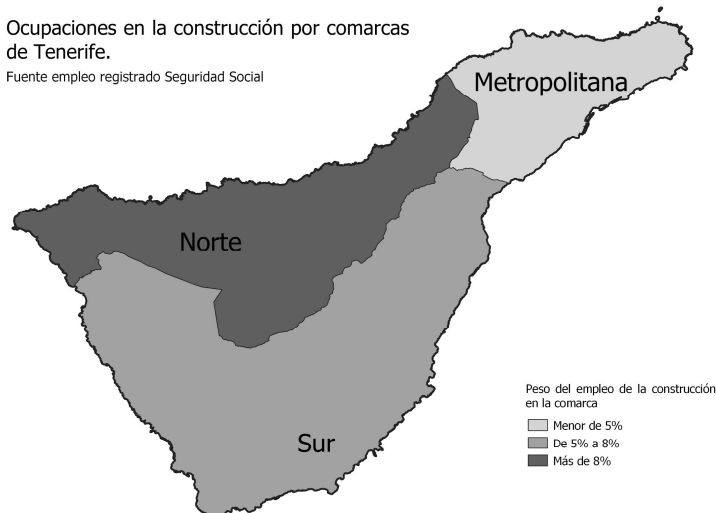 Ocupaciones en la construcción por comarcas
de Tenerife.
Fuente empleo registrado Seguridad Social
Metropolitana
Norte
Sur
Peso del empleo de la construcción
en la comarca
Menor de 5%
De 5% a 8%
Más de 8%